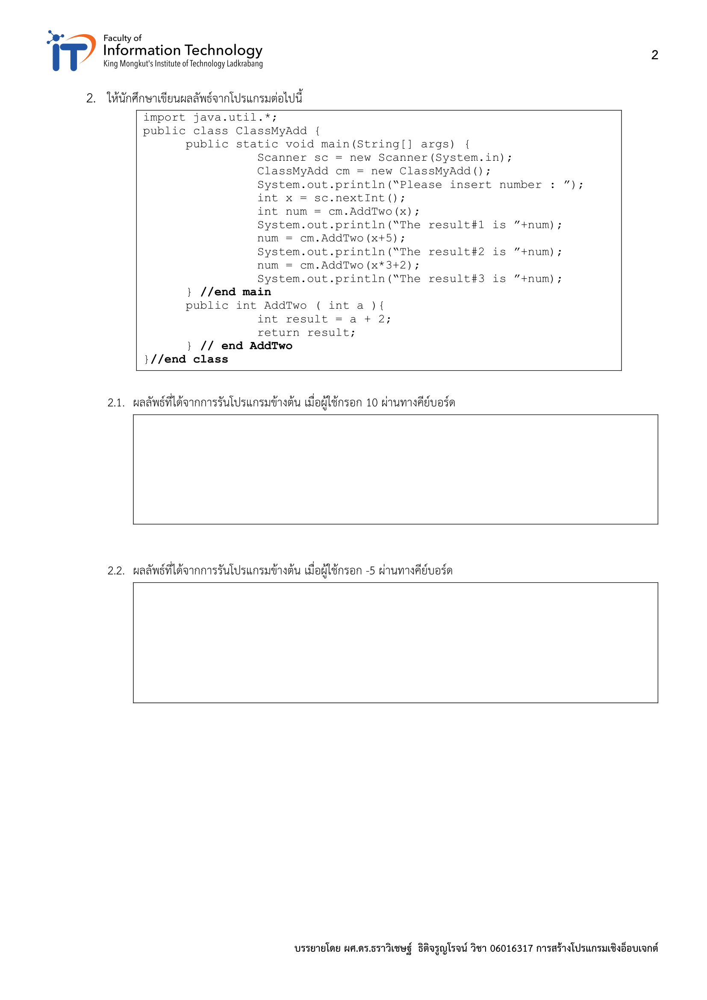 Faculty of
Information Technology
King Mongkut's Institute of Technology Ladkrabang
2
2. ให้นักศึกษาเขียนผลลัพธ์จากโปรแกรมต่อไปนี้
import java.util.*;
public class ClassMyAdd {
public static void main(String[] args) {
Scanner sc = new Scanner(System.in);
ClassMyAdd cm = new ClassMyAdd();
System.out.println(“Please insert number : ”);
int x = sc.nextInt();
int num = cm.AddTwo(x);
System.out.println(“The result#1 is ”+num);
num = cm.AddTwo(x+5);
System.out.println(“The result#2 is ”+num);
num = cm.AddTwo(x*3+2);
System.out.println(“The result#3 is ”+num);
} //end main
public int AddTwo ( int a ){
int result = a + 2;
return result;
} // end AddTwo
}//end class
2.1. ผลลัพธ์ที่ได้จากการรันโปรแกรมข้างต้น เมื่อผู้ใช้กรอก 10 ผ่านทางคีย์บอร์ด
2.2. ผลลัพธ์ที่ได้จากการรันโปรแกรมข้างต้น เมื่อผู้ใช้กรอก -5 ผ่านทางคีย์บอร์ด
บรรยายโดย ผศ.ดร.ธราวิเชษฐ์ ธิติจรูญโรจน์ วิชา 06016317 การสร้างโปรแกรมเชิงอ็อบเจกต์